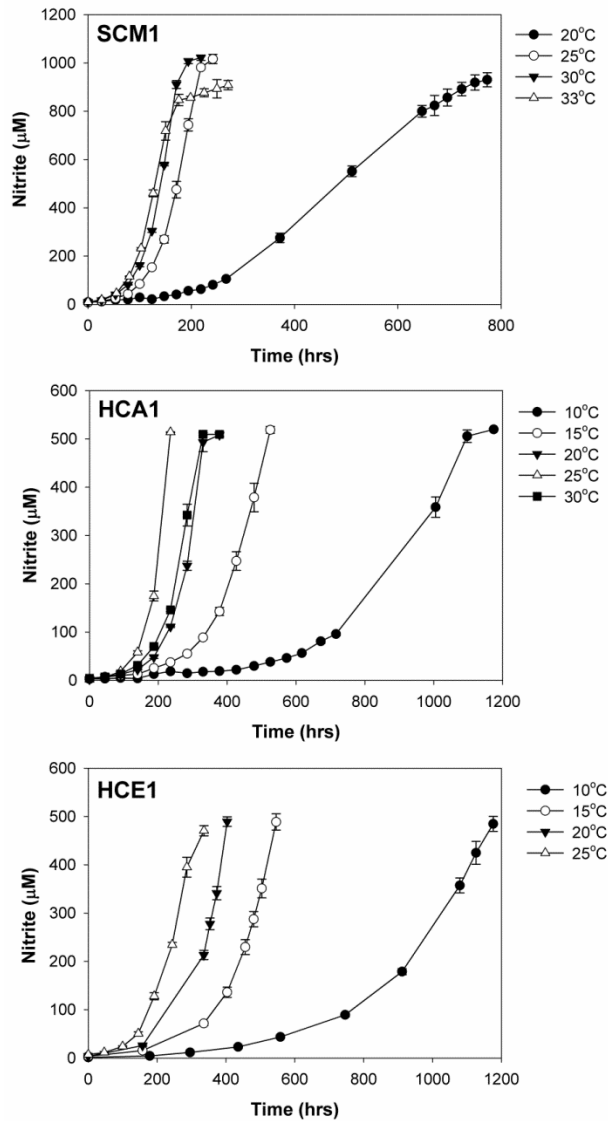 SCM1
20°C
25°C
30°C
33°C
Nitrite (μM)
1200
1000
800
600
400
200
0
0 200 400 600 800
Time (hrs)
HCA1
10°C
15°C
20°C
25°C
30°C
Nitrite (μM)
600
500
400
300
200
100
0
0 200 400 600 800 1000 1200
Time (hrs)
HCE1
10°C
15°C
20°C
25°C
Nitrite (μM)
600
500
400
300
200
100
0
0 200 400 600 800 1000 1200
Time (hrs)